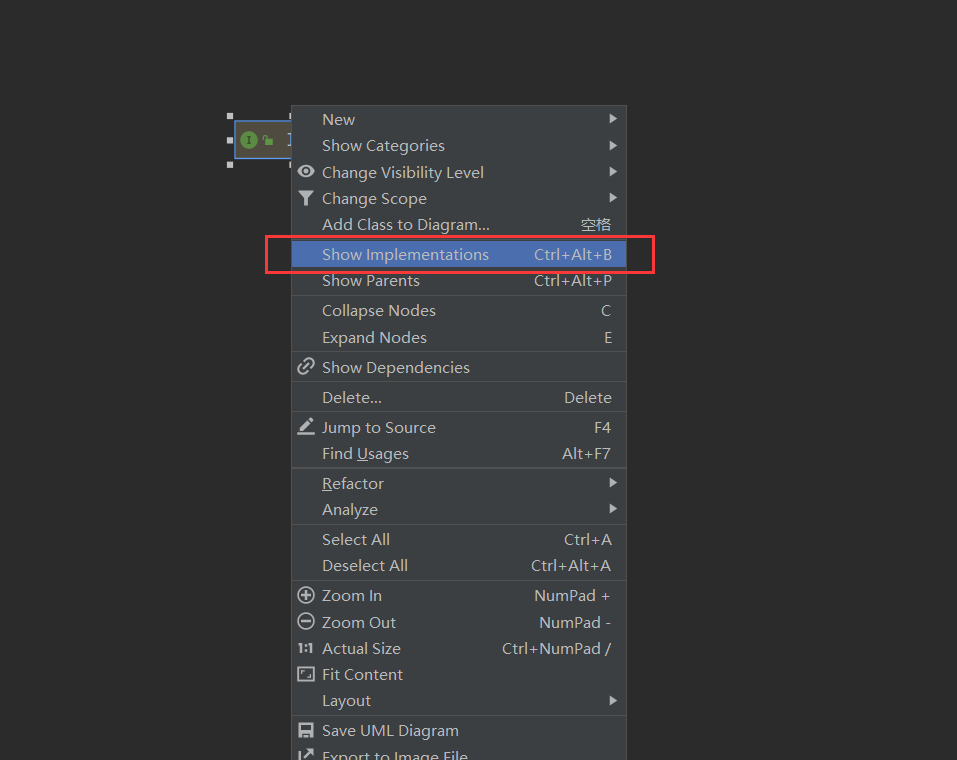 I
New
Show Categories
Change Visibility Level
Change Scope
Add Class to Diagram... 空格
Show Implementations Ctrl+Alt+B
Show Parents Ctrl+Alt+P
Collapse Nodes C
Expand Nodes E
Show Dependencies
Delete... Delete
Jump to Source F4
Find Usages Alt+F7
Refactor
Analyze
Select All Ctrl+A
Deselect All Ctrl+Alt+A
Zoom In NumPad +
Zoom Out NumPad -
1:1 Actual Size Ctrl+NumPad /
Fit Content
Layout
Save UML Diagram
Export to Image File